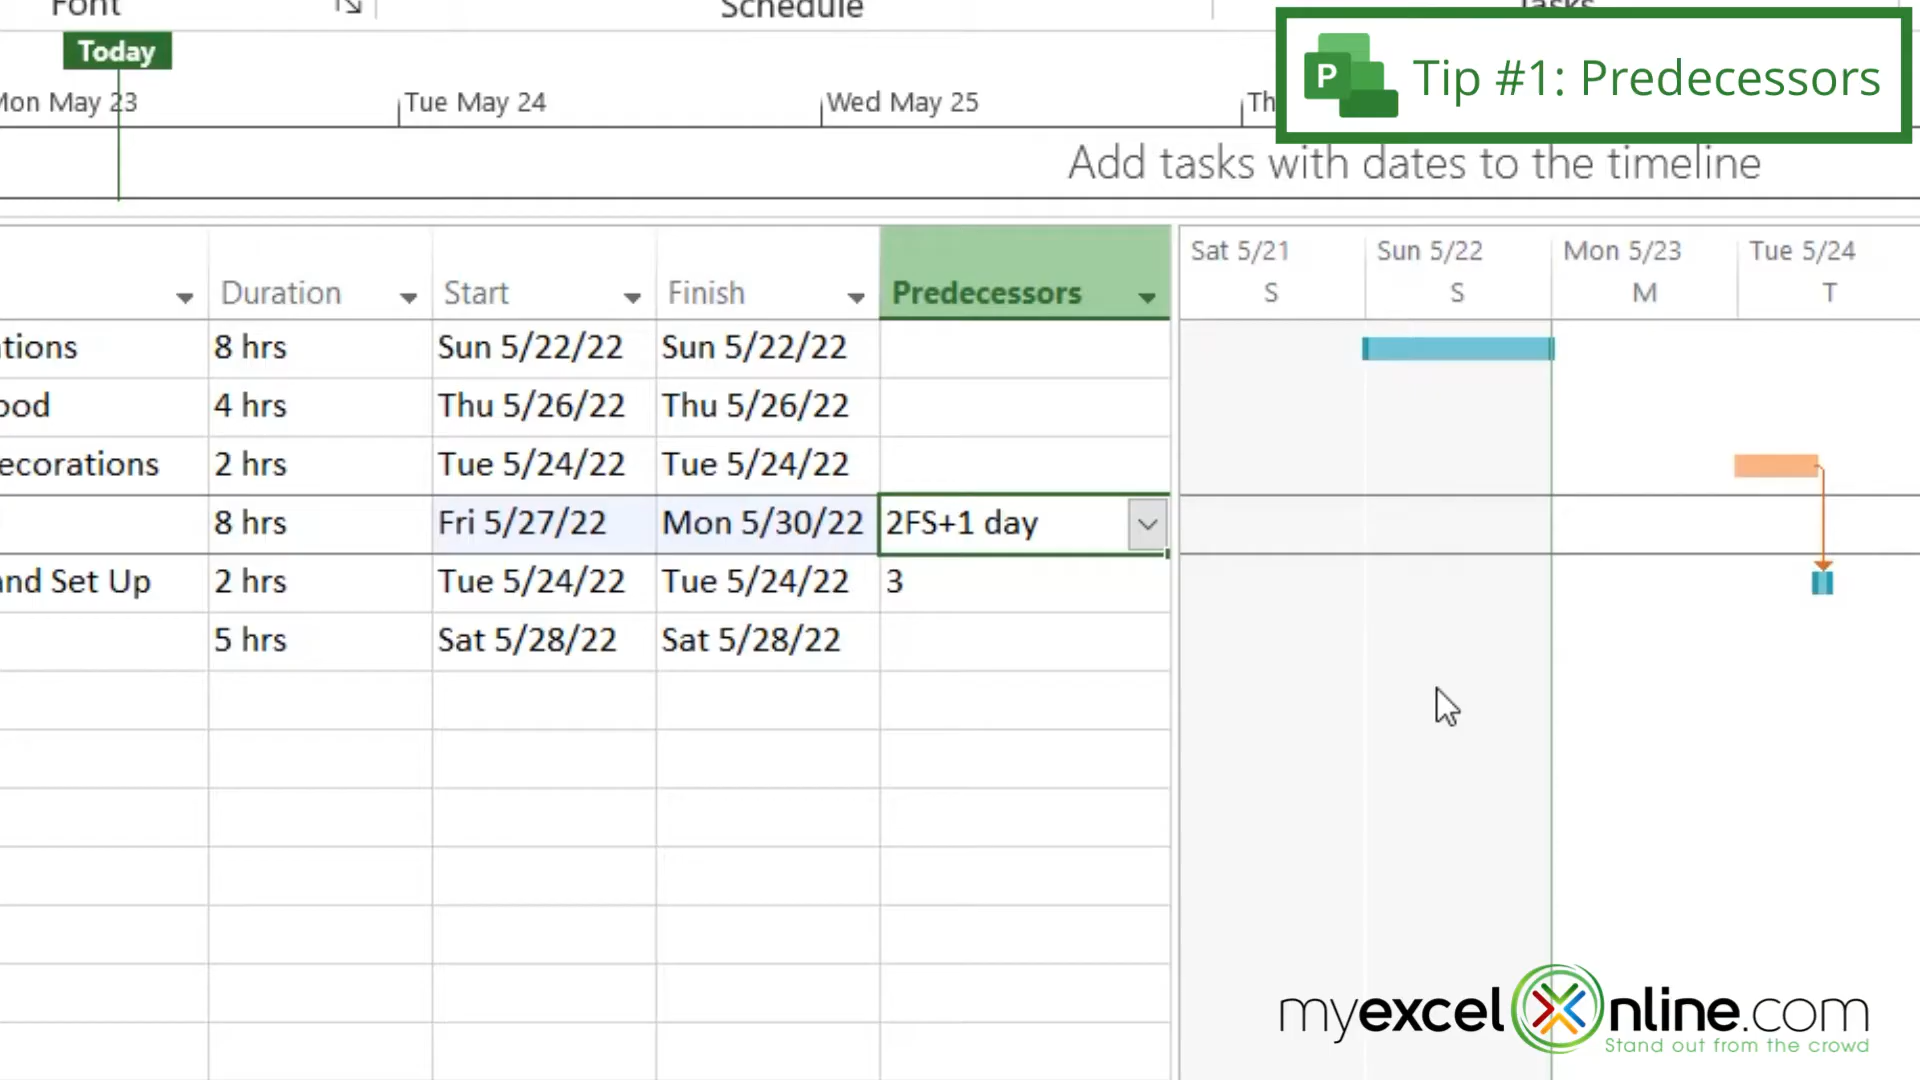 Font Schedule Tasks
Today
Mon May 23 Tue May 24 Wed May 25 Th
P Tip #1: Predecessors
Add tasks with dates to the timeline
Sat 5/21 Sun 5/22 Mon 5/23 Tue 5/24
Duration Start Finish Predecessors S S M T
tions 8 hrs Sun 5/22/22 Sun 5/22/22
ood 4 hrs Thu 5/26/22 Thu 5/26/22
ecorations 2 hrs Tue 5/24/22 Tue 5/24/22
8 hrs Fri 5/27/22 Mon 5/30/22 2FS+1 day
nd Set Up 2 hrs Tue 5/24/22 Tue 5/24/22 3
5 hrs Sat 5/28/22 Sat 5/28/22
myexcelOnline.com
Stand out from the crowd